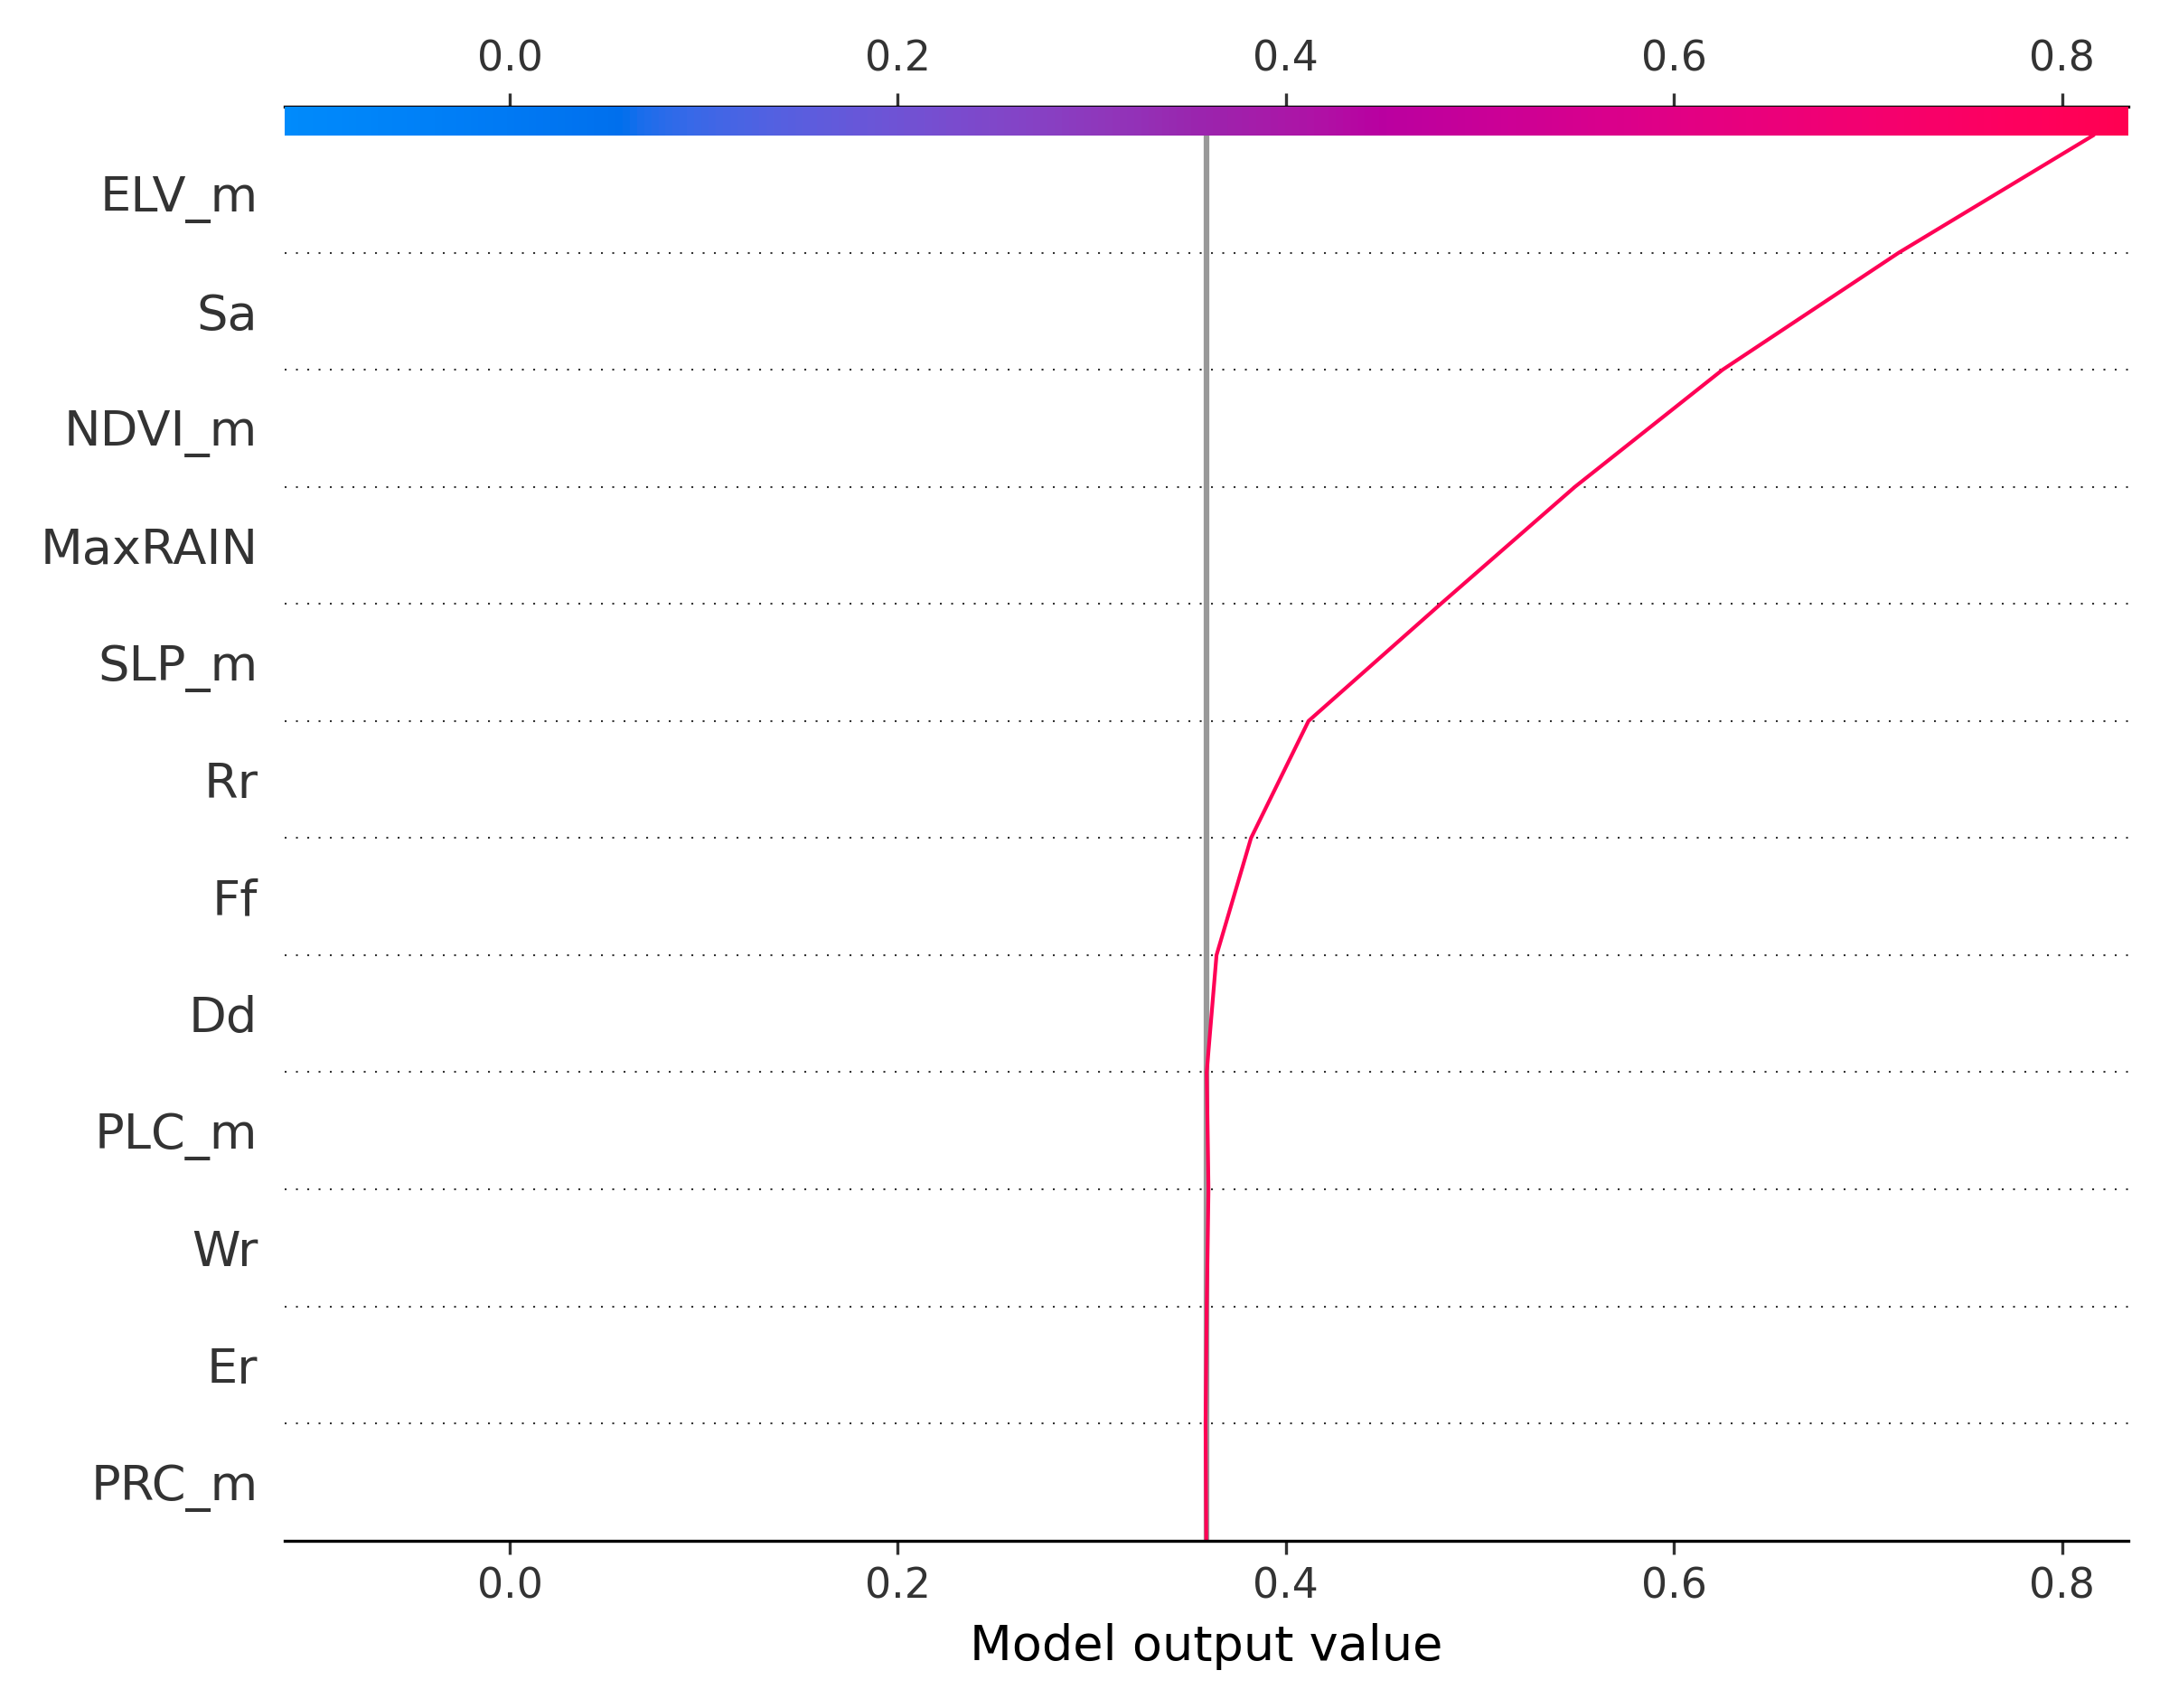 0.0 0.2 0.4 0.6 0.8
ELV_m
Sa
NDVI_m
MaxRAIN
SLP_m
Rr
Ff
Dd
PLC_m
Wr
Er
PRC_m
0.0 0.2 0.4 0.6 0.8
Model output value